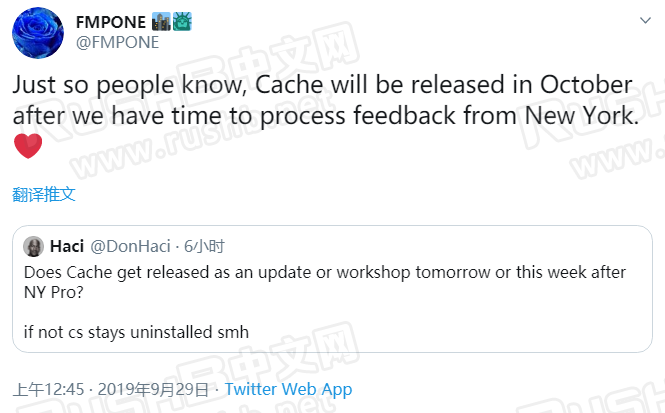 FMPONE 🏙️🗽
@FMPONE
Just so people know, Cache will be released in October
after we have time to process feedback from New York.
❤️
翻译推文
Haci @DonHaci · 6小时
Does Cache get released as an update or workshop tomorrow or this week after
NY Pro?
if not cs stays uninstalled smh
上午12:45 · 2019年9月29日 · Twitter Web App
RUSHB中文网
www.rushb.net